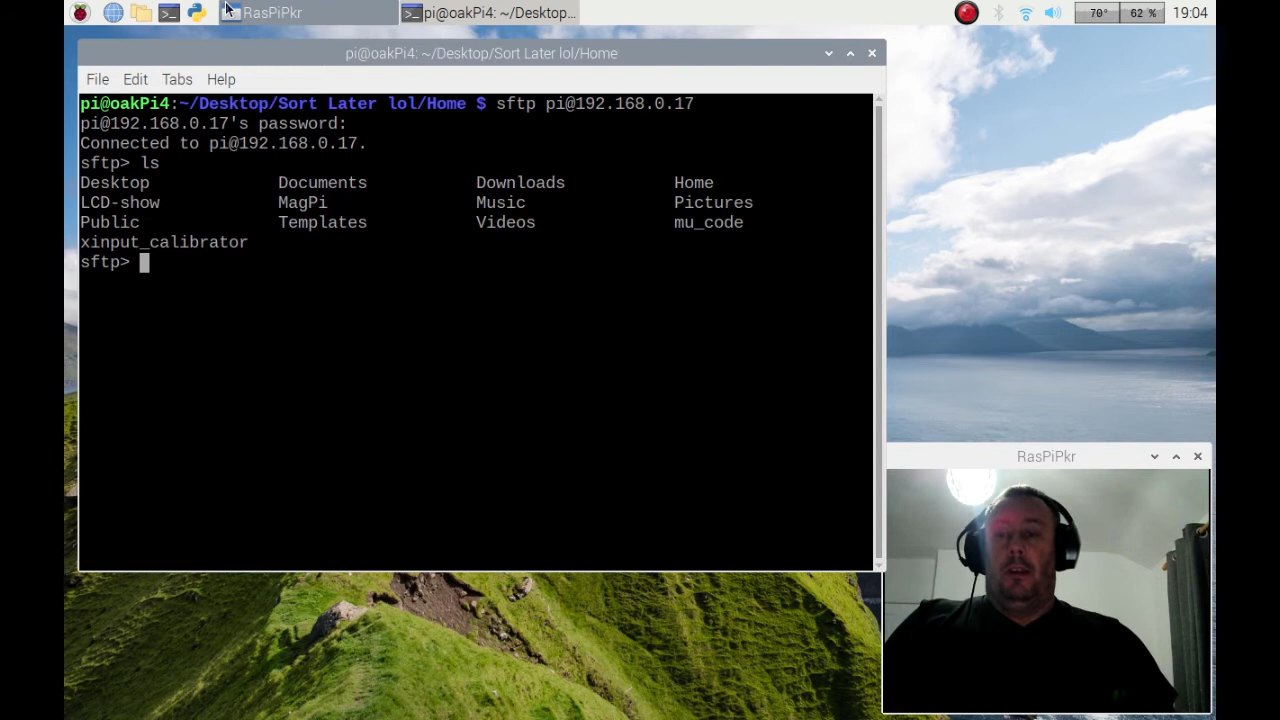 RasPiPkr
pi@oakPi4: ~/Desktop...
70°
62 %
19:04
pi@oakPi4: ~/Desktop/Sort Later lol/Home
File Edit Tabs Help
pi@oakPi4:~/Desktop/Sort Later lol/Home $ sftp pi@192.168.0.17
pi@192.168.0.17's password:
Connected to pi@192.168.0.17.
sftp> ls
Desktop Documents Downloads Home
LCD-show MagPi Music Pictures
Public Templates Videos mu_code
xinput_calibrator
sftp>
RasPiPkr